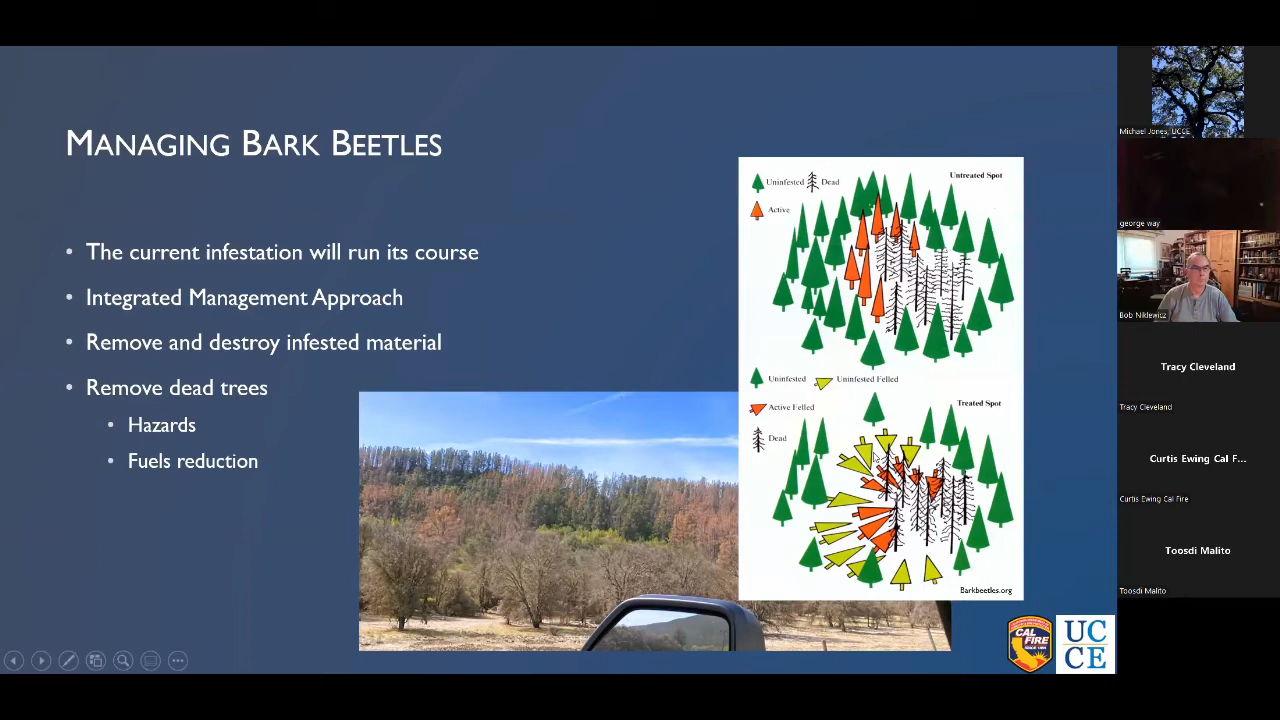 MANAGING BARK BEETLES
• The current infestation will run its course
• Integrated Management Approach
• Remove and destroy infested material
• Remove dead trees
• Hazards
• Fuels reduction
Uninfested Dead
Untreated Spot
Active
Uninfested Uninfested Felled
Active Felled
Treated Spot
Dead
Barkbeetles.org
CAL FIRE
SINCE 1885
UC
CE
Michael Jones, UCCE
george way
Bob Niklewicz
Tracy Cleveland
Tracy Cleveland
Curtis Ewing Cal F...
Curtis Ewing Cal Fire
Toosdi Malito
Toosdi Malito